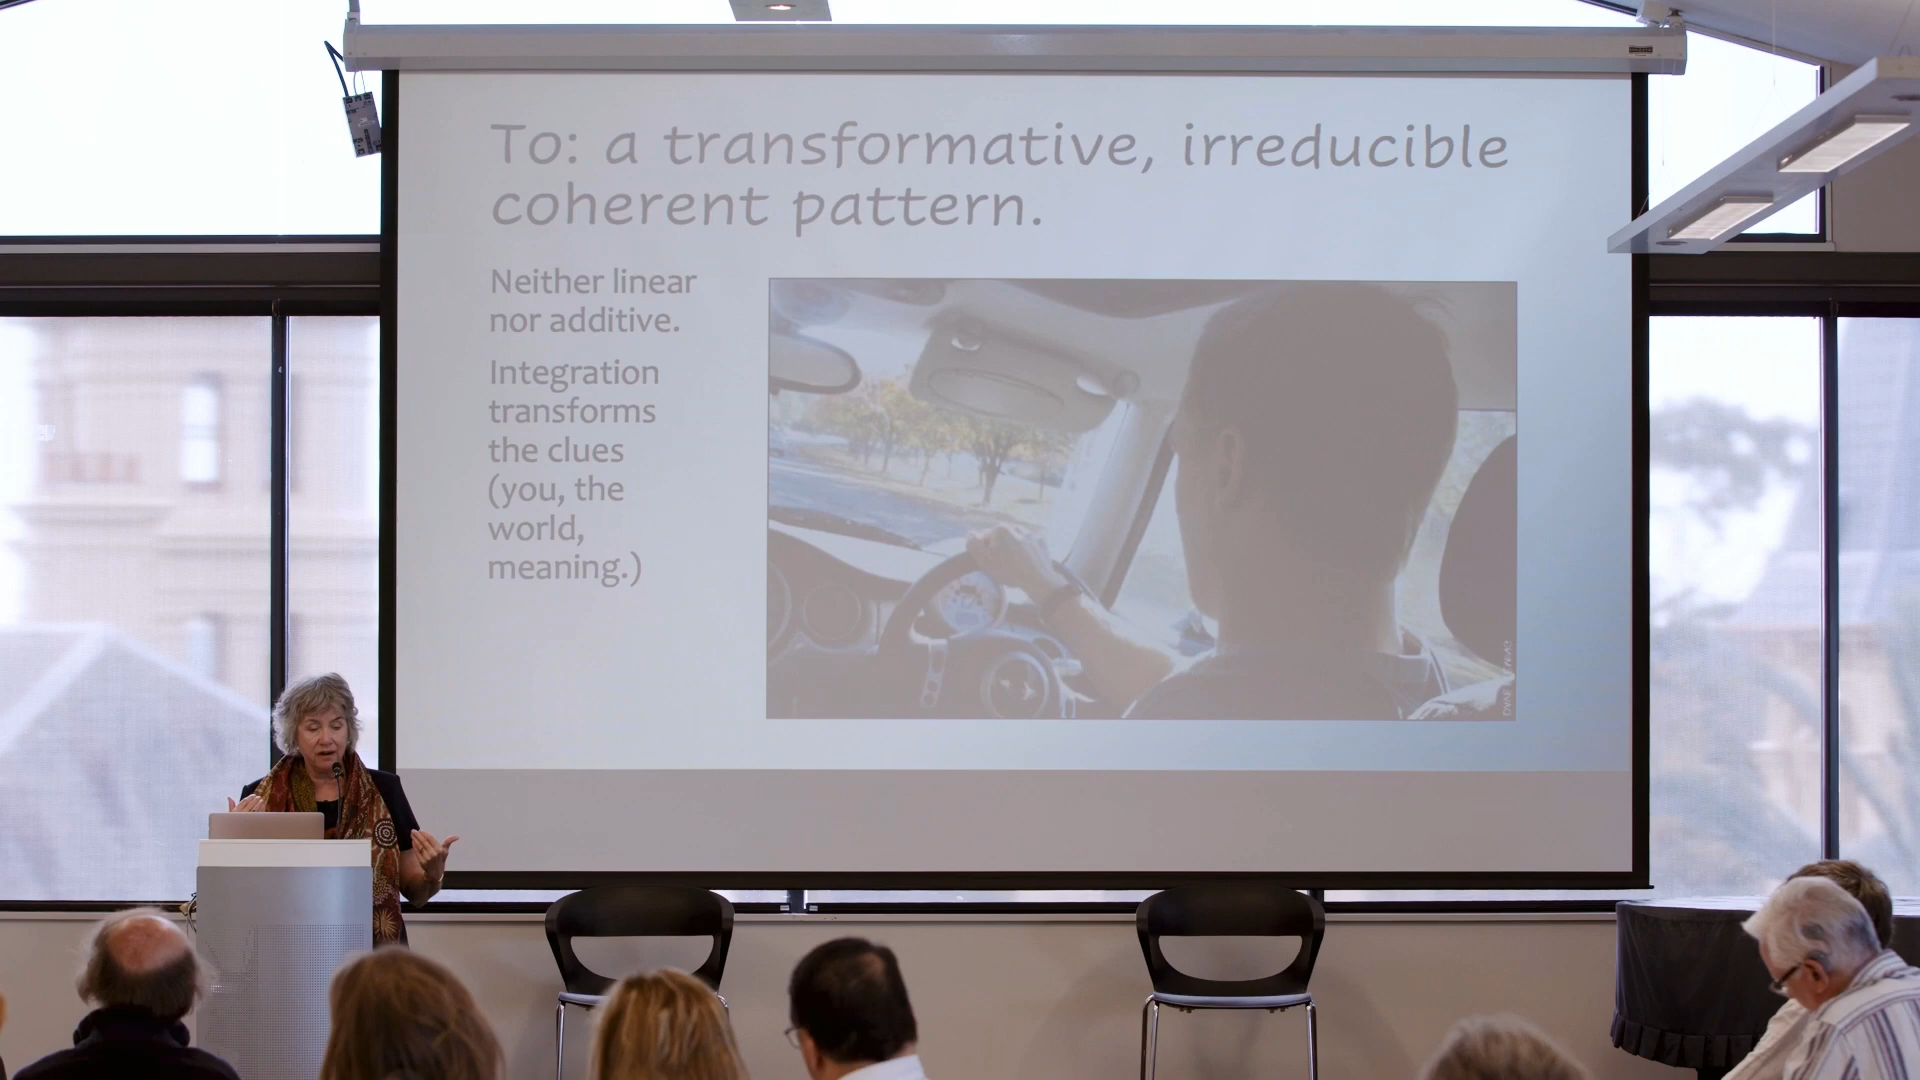 To: a transformative, irreducible
coherent pattern.
Neither linear
nor additive.
Integration
transforms
the clues
(you, the
world,
meaning.)